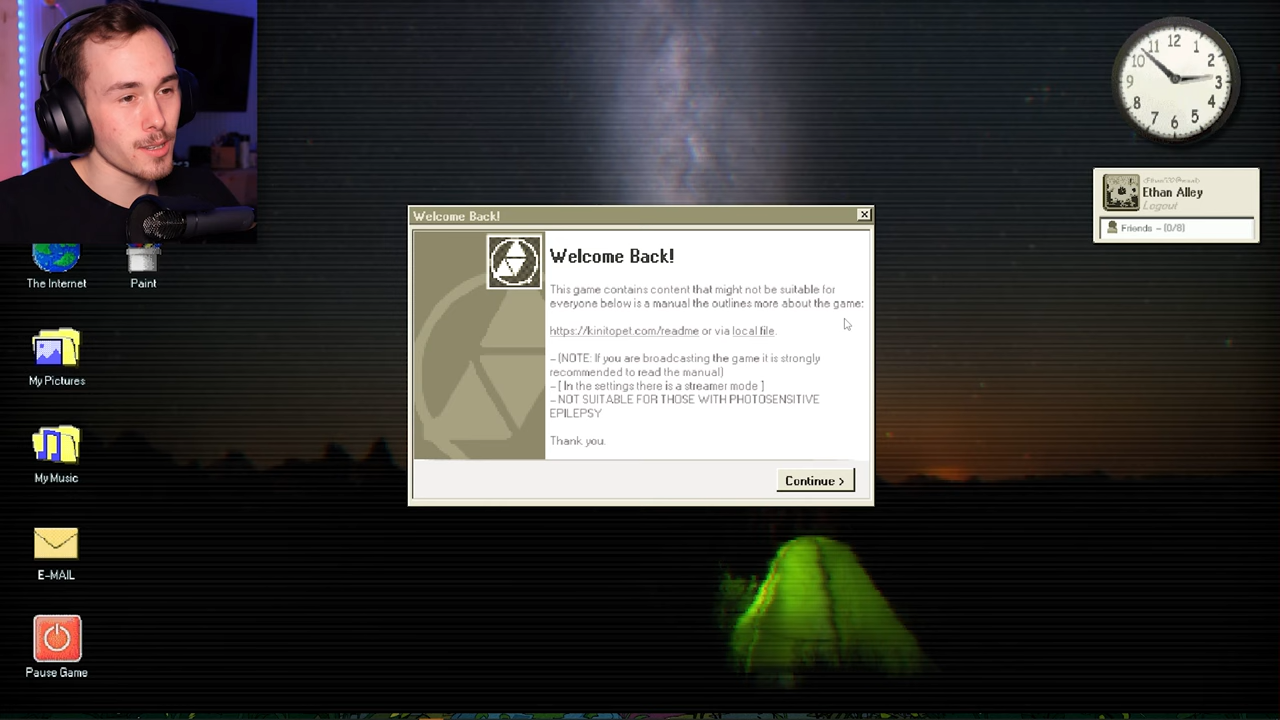 Welcome Back!
Welcome Back!
This game contains content that might not be suitable for
everyone below is a manual the outlines more about the game:
https://kinitopet.com/readme or via local file.
- (NOTE: If you are broadcasting the game it is strongly
recommended to read the manual)
- [ In the settings there is a streamer mode ]
- NOT SUITABLE FOR THOSE WITH PHOTOSENSITIVE
EPILEPSY
Thank you.
Continue >
The Internet
Paint
My Pictures
My Music
E-MAIL
Pause Game
12
1
2
3
4
5
6
7
8
9
10
11
Ethan Alley
Logout
Friends - (0/8)